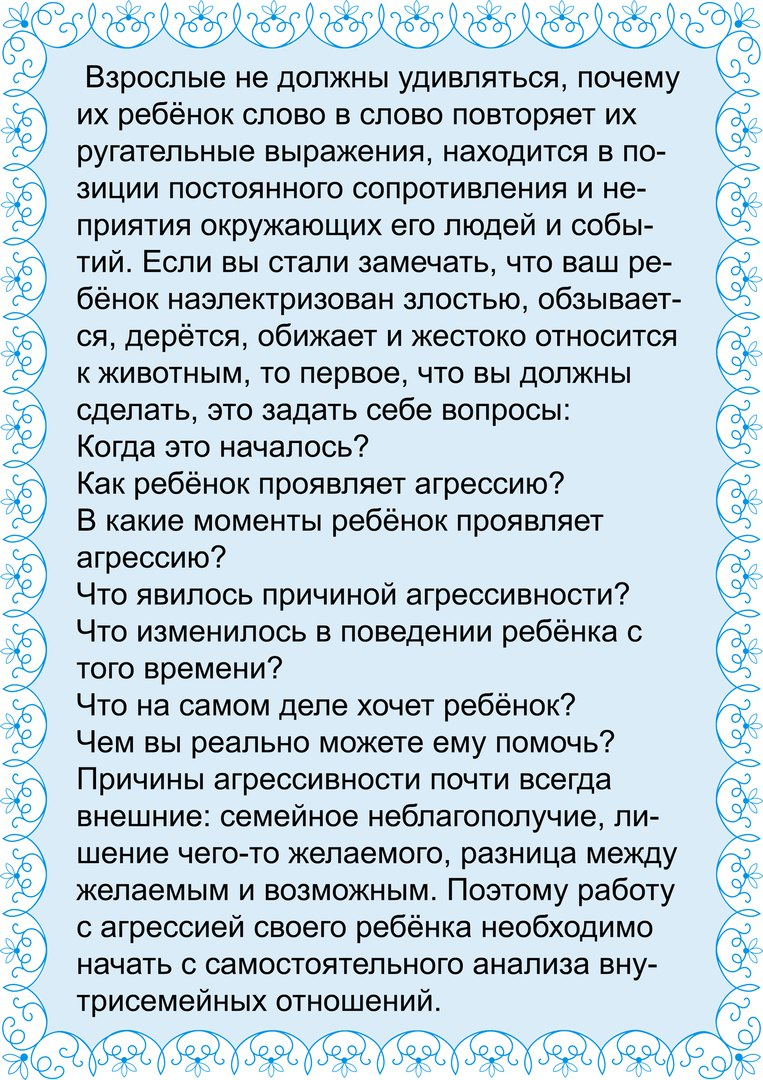 Взрослые не должны удивляться, почему
их ребёнок слово в слово повторяет их
ругательные выражения, находится в по-
зиции постоянного сопротивления и не-
приятия окружающих его людей и собы-
тий. Если вы стали замечать, что ваш ре-
бёнок наэлектризован злостью, обзывает-
ся, дерётся, обижает и жестоко относится
к животным, то первое, что вы должны
сделать, это задать себе вопросы:
Когда это началось?
Как ребёнок проявляет агрессию?
В какие моменты ребёнок проявляет
агрессию?
Что явилось причиной агрессивности?
Что изменилось в поведении ребёнка с
того времени?
Что на самом деле хочет ребёнок?
Чем вы реально можете ему помочь?
Причины агрессивности почти всегда
внешние: семейное неблагополучие, ли-
шение чего-то желаемого, разница между
желаемым и возможным. Поэтому работу
с агрессией своего ребёнка необходимо
начать с самостоятельного анализа вну-
трисемейных отношений.